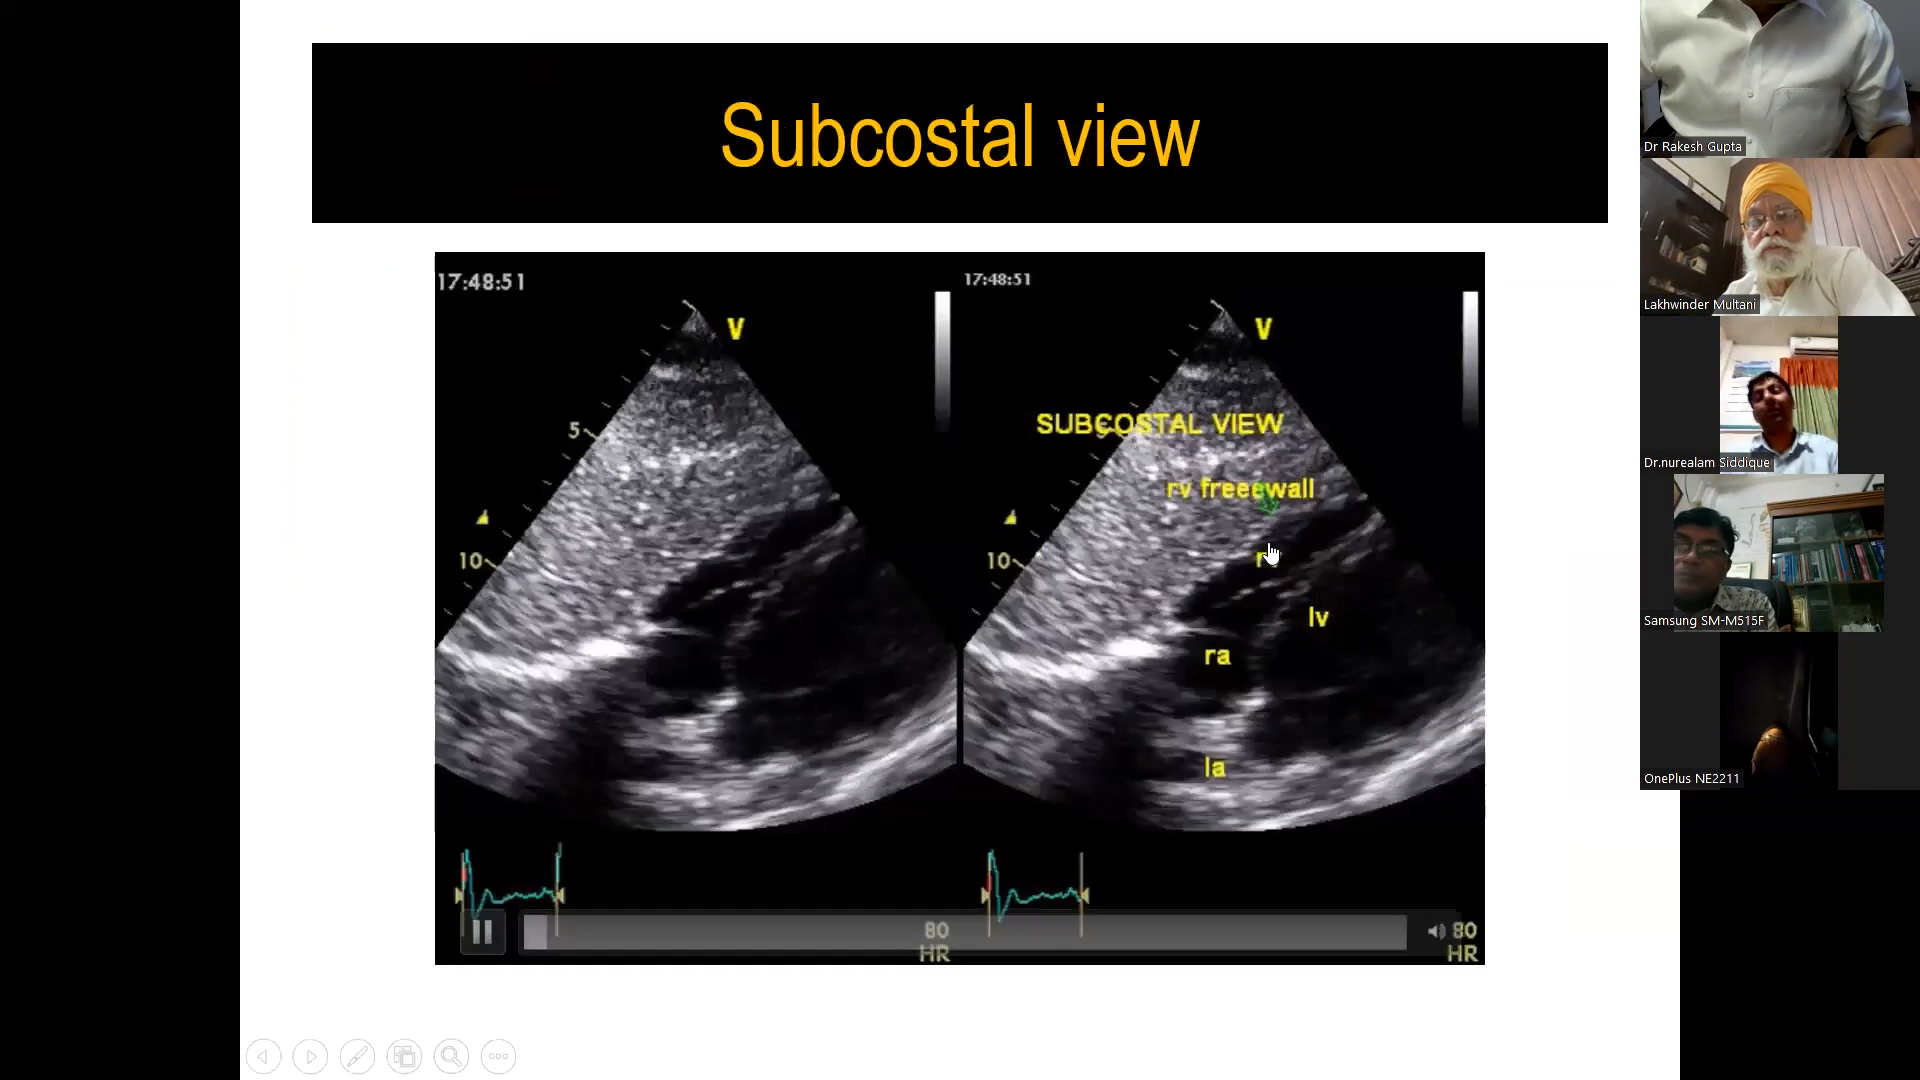 Subcostal view
17:48:51
V
5
10
80
HR
17:48:51
V
SUBCOSTAL VIEW
5
rv freeewall
10
lv
ra
la
80
HR
Dr Rakesh Gupta
Lakhwinder Multani
Dr.nurealam Siddique
Samsung SM-M515F
OnePlus NE2211